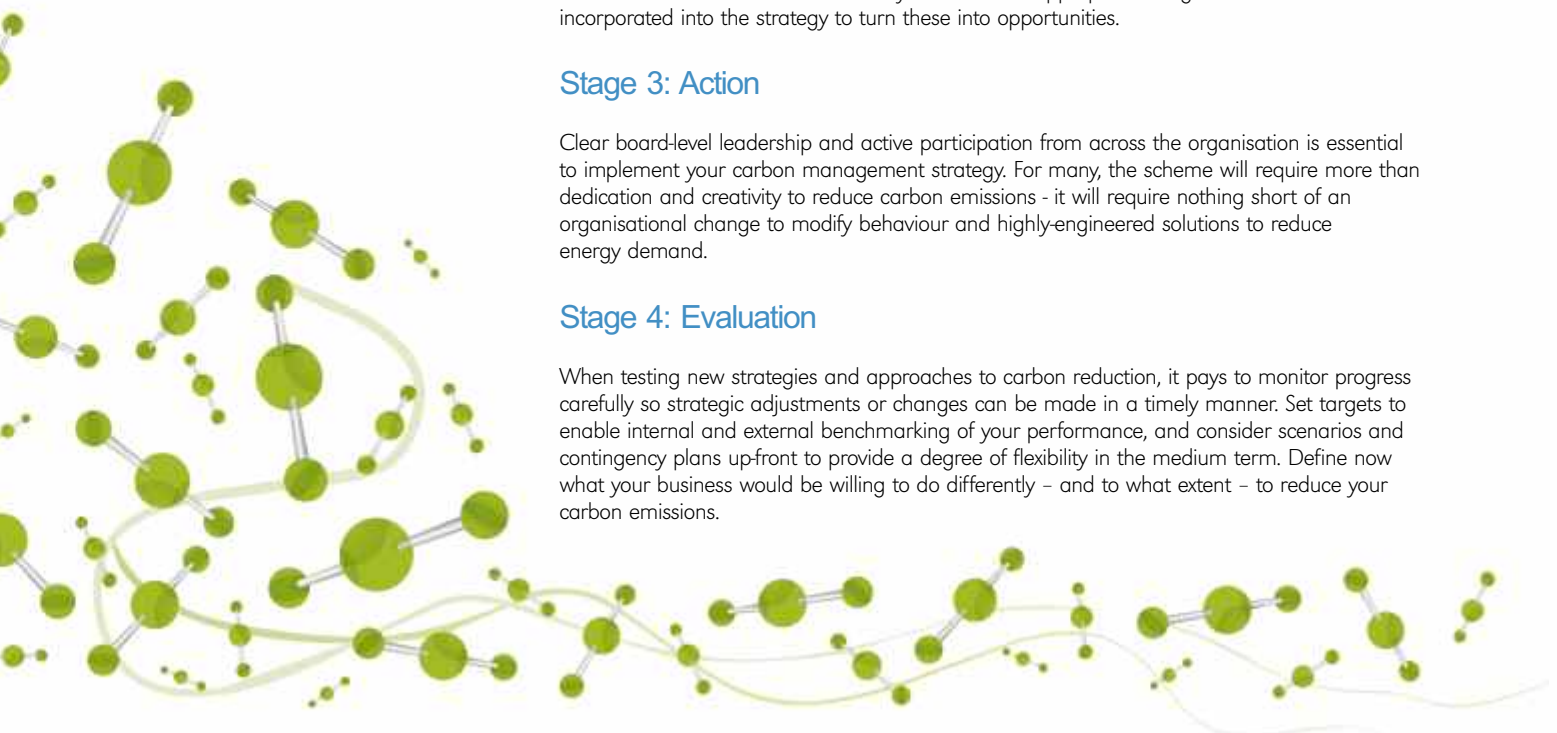 incorporated into the strategy to turn these into opportunities.
Stage 3: Action
Clear board-level leadership and active participation from across the organisation is essential
to implement your carbon management strategy. For many, the scheme will require more than
dedication and creativity to reduce carbon emissions - it will require nothing short of an
organisational change to modify behaviour and highly-engineered solutions to reduce
energy demand.
Stage 4: Evaluation
When testing new strategies and approaches to carbon reduction, it pays to monitor progress
carefully so strategic adjustments or changes can be made in a timely manner. Set targets to
enable internal and external benchmarking of your performance, and consider scenarios and
contingency plans up-front to provide a degree of flexibility in the medium term. Define now
what your business would be willing to do differently – and to what extent – to reduce your
carbon emissions.